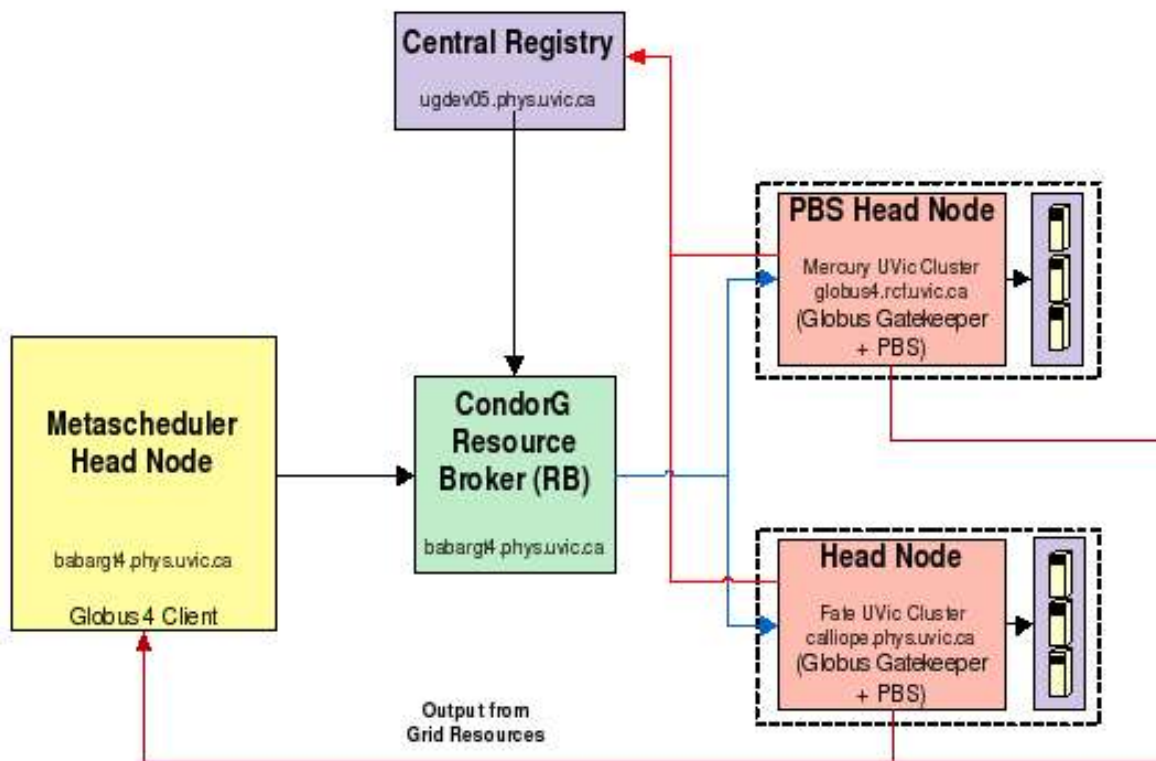 Central Registry
ugdev05.phys.uvic.ca
PBS Head Node
Mercury UVic Cluster
globus4.rcf.uvic.ca
(Globus Gatekeeper
+ PBS)
Metascheduler
Head Node
babargt4.phys.uvic.ca
Globus 4 Client
CondorG
Resource
Broker (RB)
babargt4.phys.uvic.ca
Head Node
Fate UVic Cluster
calliope.phys.uvic.ca
(Globus Gatekeeper
+ PBS)
Output from
Grid Resources